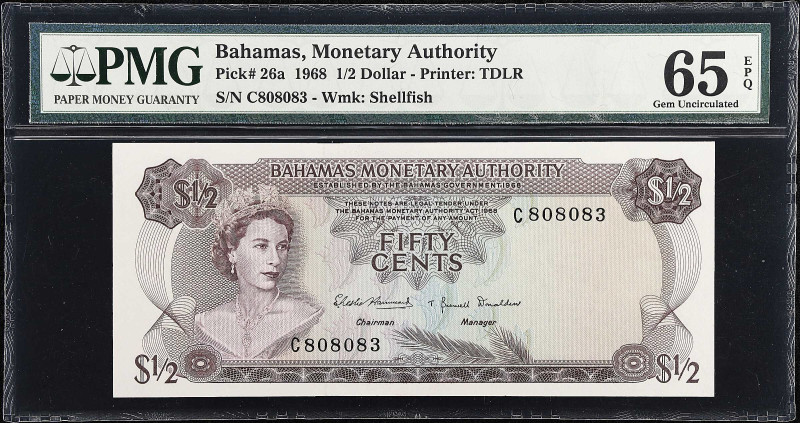 PMG
PAPER MONEY GUARANTY
Bahamas, Monetary Authority
Pick# 26a 1968 1/2 Dollar - Printer: TDLR
S/N C808083 - Wmk: Shellfish
65 EPQ
Gem Uncirculated
BAHAMAS MONETARY AUTHORITY
ESTABLISHED BY THE BAHAMAS GOVERNMENT 1968
$1/2
$1/2
THESE NOTES ARE LEGAL TENDER UNDER
THE BAHAMAS MONETARY AUTHORITY ACT 1968
FOR THE PAYMENT OF ANY AMOUNT
C808083
FIFTY
CENTS
Chairman Manager
C808083
$1/2
$1/2